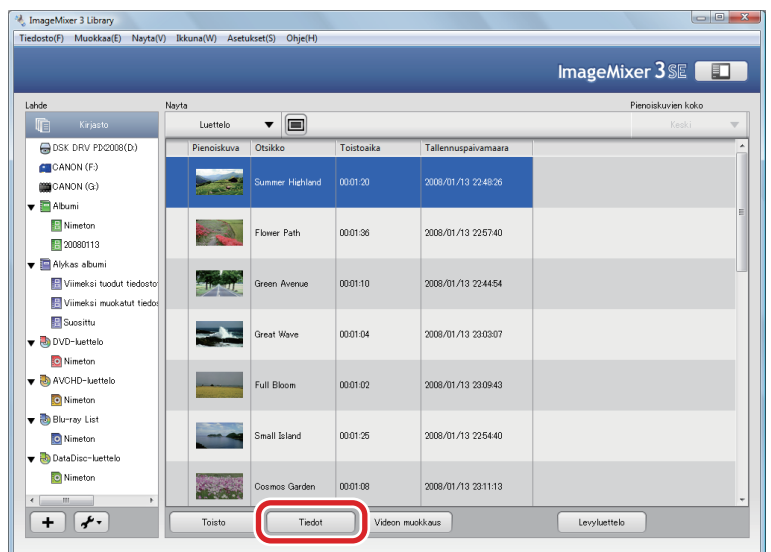 ImageMixer 3 Library
Tiedosto(F) Muokkaa(E) Nayta(V) Ikkuna(W) Asetukset(S) Ohje(H)
ImageMixer 3 SE
Lahde
Nayta
Pienoiskuvien koko
Kirjasto
Luettelo
Keski
DSK DRV PD2008(D:)
CANON (F:)
CANON (G:)
Albumi
Nimeton
20080113
Alykas albumi
Viimeksi tuodut tiedosto
Viimeksi muokatut tiedos
Suosittu
DVD-luettelo
Nimeton
AVCHD-luettelo
Nimeton
Blu-ray List
Nimeton
DataDisc-luettelo
Nimeton
Pienoiskuva Otsikko Toistoaika Tallennuspaivamaara
Summer Highland 00:01:20 2008/01/13 22:48:26
Flower Path 00:01:36 2008/01/13 22:57:40
Green Avenue 00:01:10 2008/01/13 22:44:54
Great Wave 00:01:04 2008/01/13 23:03:07
Full Bloom 00:01:02 2008/01/13 23:09:43
Small Island 00:01:25 2008/01/13 22:54:40
Cosmos Garden 00:01:08 2008/01/13 23:11:13
Toisto Tiedot Videon muokkaus Levyluettelo